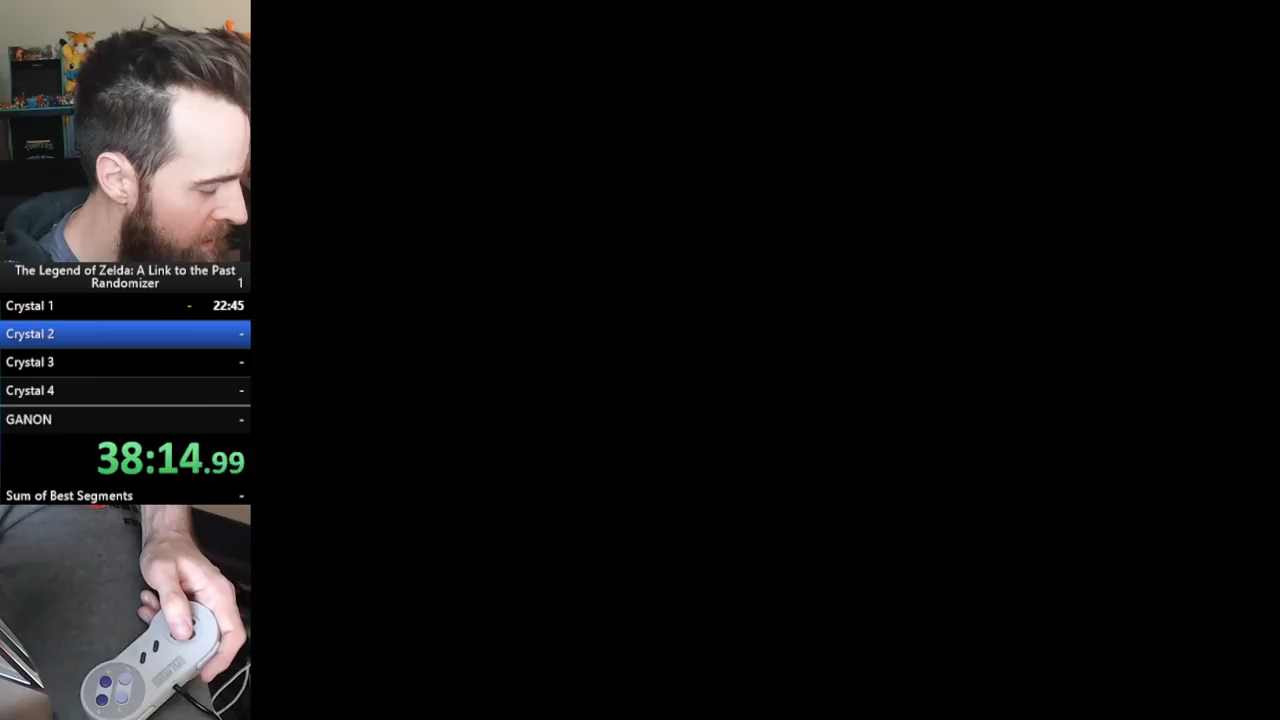 The Legend of Zelda: A Link to the Past
Randomizer 1
Crystal 1 - 22:45
Crystal 2 -
Crystal 3 -
Crystal 4 -
GANON -
38:14.99
Sum of Best Segments -